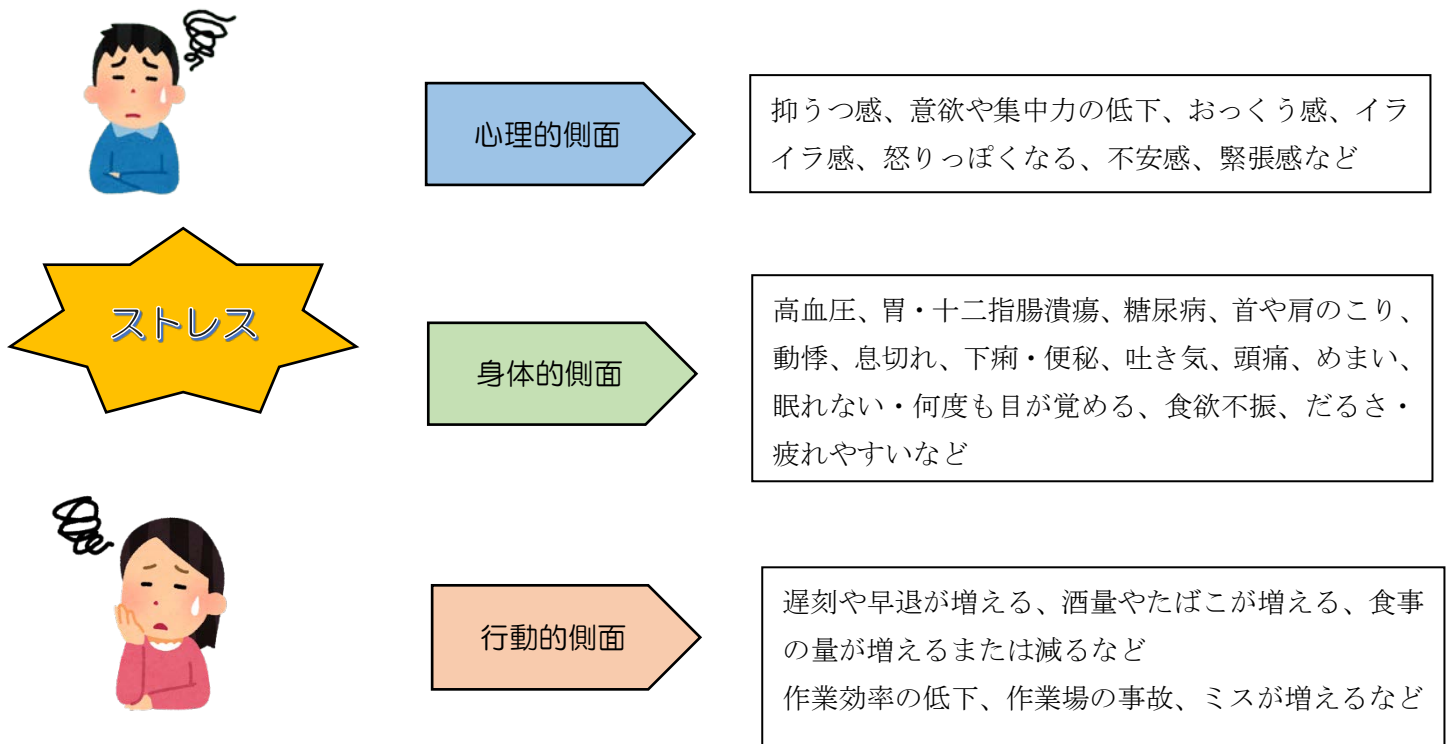 心理的側面
抑うつ感、意欲や集中力の低下、おっくう感、イラ
イラ感、怒りっぽくなる、不安感、緊張感など
ストレス
身体的側面
高血圧、胃・十二指腸潰瘍、糖尿病、首や肩のこり、
動悸、息切れ、下痢・便秘、吐き気、頭痛、めまい、
眠れない・何度も目が覚める、食欲不振、だるさ・
疲れやすいなど
行動的側面
遅刻や早退が増える、酒量やたばこが増える、食事
の量が増えるまたは減るなど
作業効率の低下、作業場の事故、ミスが増えるなど